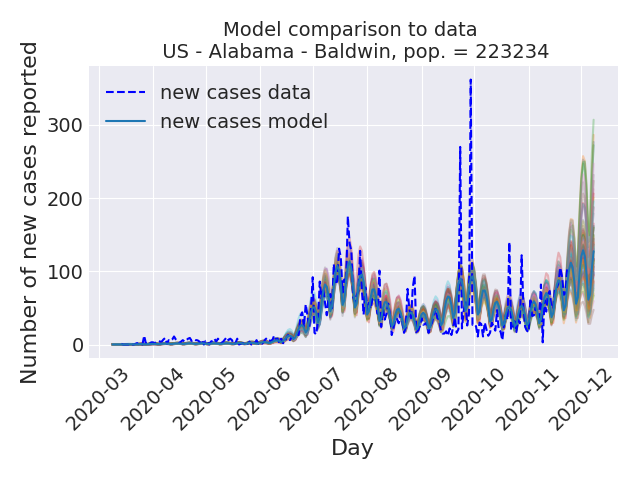 Model comparison to data
US - Alabama - Baldwin, pop. = 223234
new cases data
new cases model
Number of new cases reported
300
200
100
0
2020-03
2020-04
2020-05
2020-06
2020-07
2020-08
2020-09
2020-10
2020-11
2020-12
Day